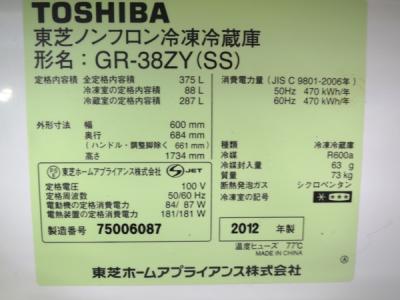 TOSHIBA
東芝ノンフロン冷凍冷蔵庫
形名：GR-38ZY(SS)
定格内容積 全定格内容積 375 L
冷凍室の定格内容積 88 L
冷蔵室の定格内容積 287 L
消費電力量 (JIS C 9801-2006年)
50Hz 470 kWh/年
60Hz 470 kWh/年
外形寸法 幅 600 mm
奥行 684 mm
(ハンドル・調整脚除く 661 mm)
高さ 1734 mm
種類 冷凍冷蔵庫
冷媒 R600a
冷媒封入量 63 g
質量 73 kg
断熱発泡ガス シクロペンタン
冷凍室の記号
東芝ホームアプライアンス株式会社 JET
定格電圧 100 V
定格周波数 50/60 Hz
電動機の定格消費電力 84/ 87 W
電熱装置の定格消費電力 181/181 W
製造番号 75006087
2012 年製
温度ヒューズ 77℃
MADE IN CHINA
東芝ホームアプライアンス株式会社
Ⓐ